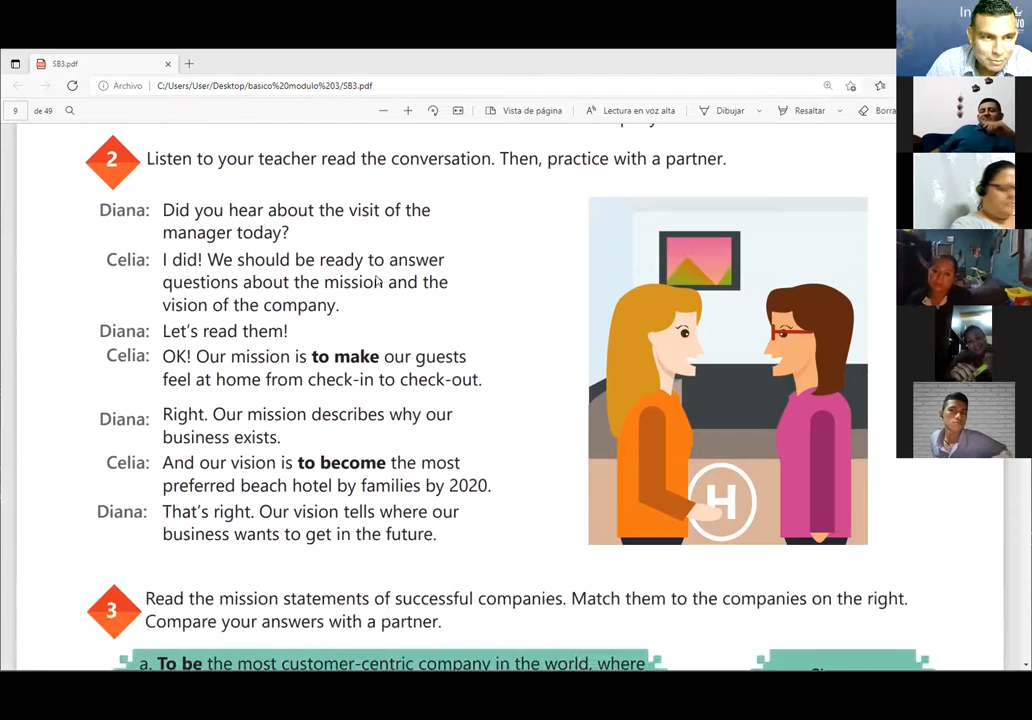 In
VO
SB3.pdf
Archivo
C:/Users/User/Desktop/basico%20modulo%203/SB3.pdf
9
de 49
Vista de página
Lectura en voz alta
Dibujar
Resaltar
Borra
2
Listen to your teacher read the conversation. Then, practice with a partner.
Diana: Did you hear about the visit of the
manager today?
Celia: I did! We should be ready to answer
questions about the mission and the
vision of the company.
Diana: Let's read them!
Celia: OK! Our mission is to make our guests
feel at home from check-in to check-out.
Diana: Right. Our mission describes why our
business exists.
Celia: And our vision is to become the most
preferred beach hotel by families by 2020.
Diana: That's right. Our vision tells where our
business wants to get in the future.
H
3
Read the mission statements of successful companies. Match them to the companies on the right.
Compare your answers with a partner.
a. To be the most customer-centric company in the world, where